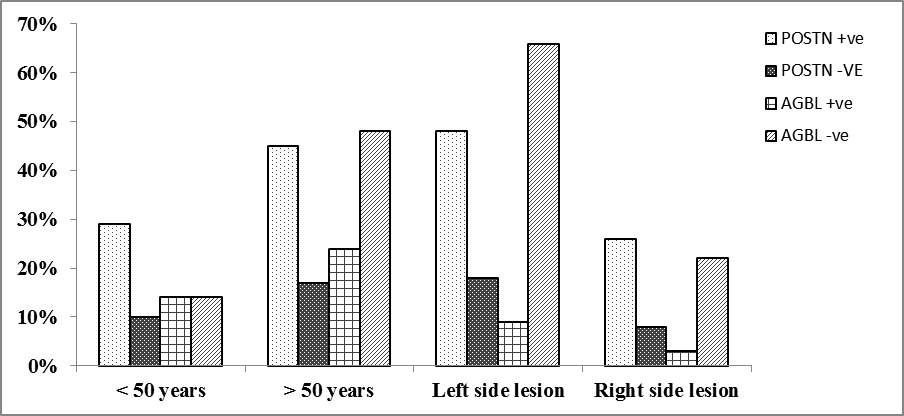 70%
60%
50%
40%
30%
20%
10%
0%
< 50 years
> 50 years
Left side lesion
Right side lesion
POSTN +ve
POSTN -VE
AGBL +ve
AGBL -ve